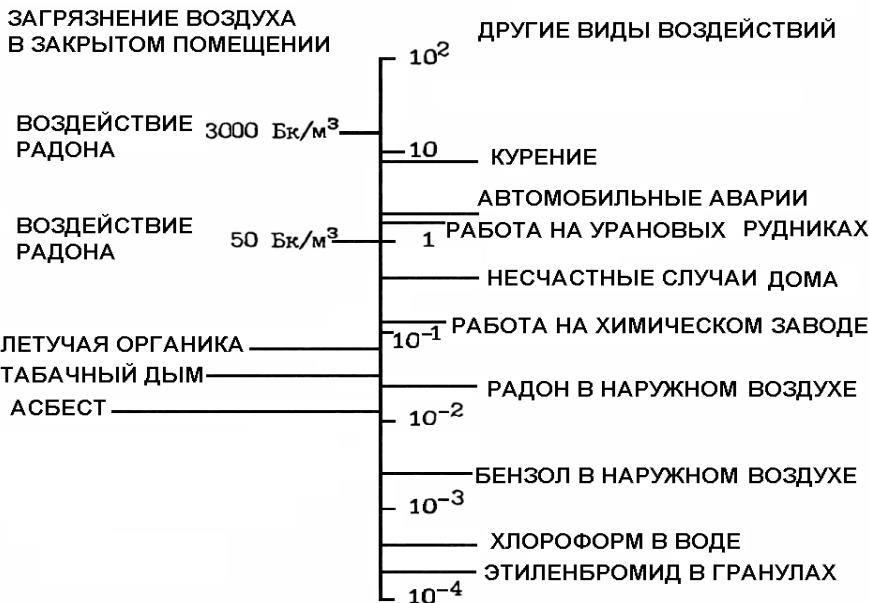 ЗАГРЯЗНЕНИЕ ВОЗДУХА
В ЗАКРЫТОМ ПОМЕЩЕНИИ
ДРУГИЕ ВИДЫ ВОЗДЕЙСТВИЙ
10²
ВОЗДЕЙСТВИЕ
РАДОНА
3000 Бк/м³
10
КУРЕНИЕ
АВТОМОБИЛЬНЫЕ АВАРИИ
ВОЗДЕЙСТВИЕ
РАДОНА
50 Бк/м³
1
РАБОТА НА УРАНОВЫХ РУДНИКАХ
НЕСЧАСТНЫЕ СЛУЧАИ ДОМА
РАБОТА НА ХИМИЧЕСКОМ ЗАВОДЕ
10⁻¹
ЛЕТУЧАЯ ОРГАНИКА
ТАБАЧНЫЙ ДЫМ
РАДОН В НАРУЖНОМ ВОЗДУХЕ
АСБЕСТ
10⁻²
БЕНЗОЛ В НАРУЖНОМ ВОЗДУХЕ
10⁻³
ХЛОРОФОРМ В ВОДЕ
ЭТИЛЕНБРОМИД В ГРАНУЛАХ
10⁻⁴